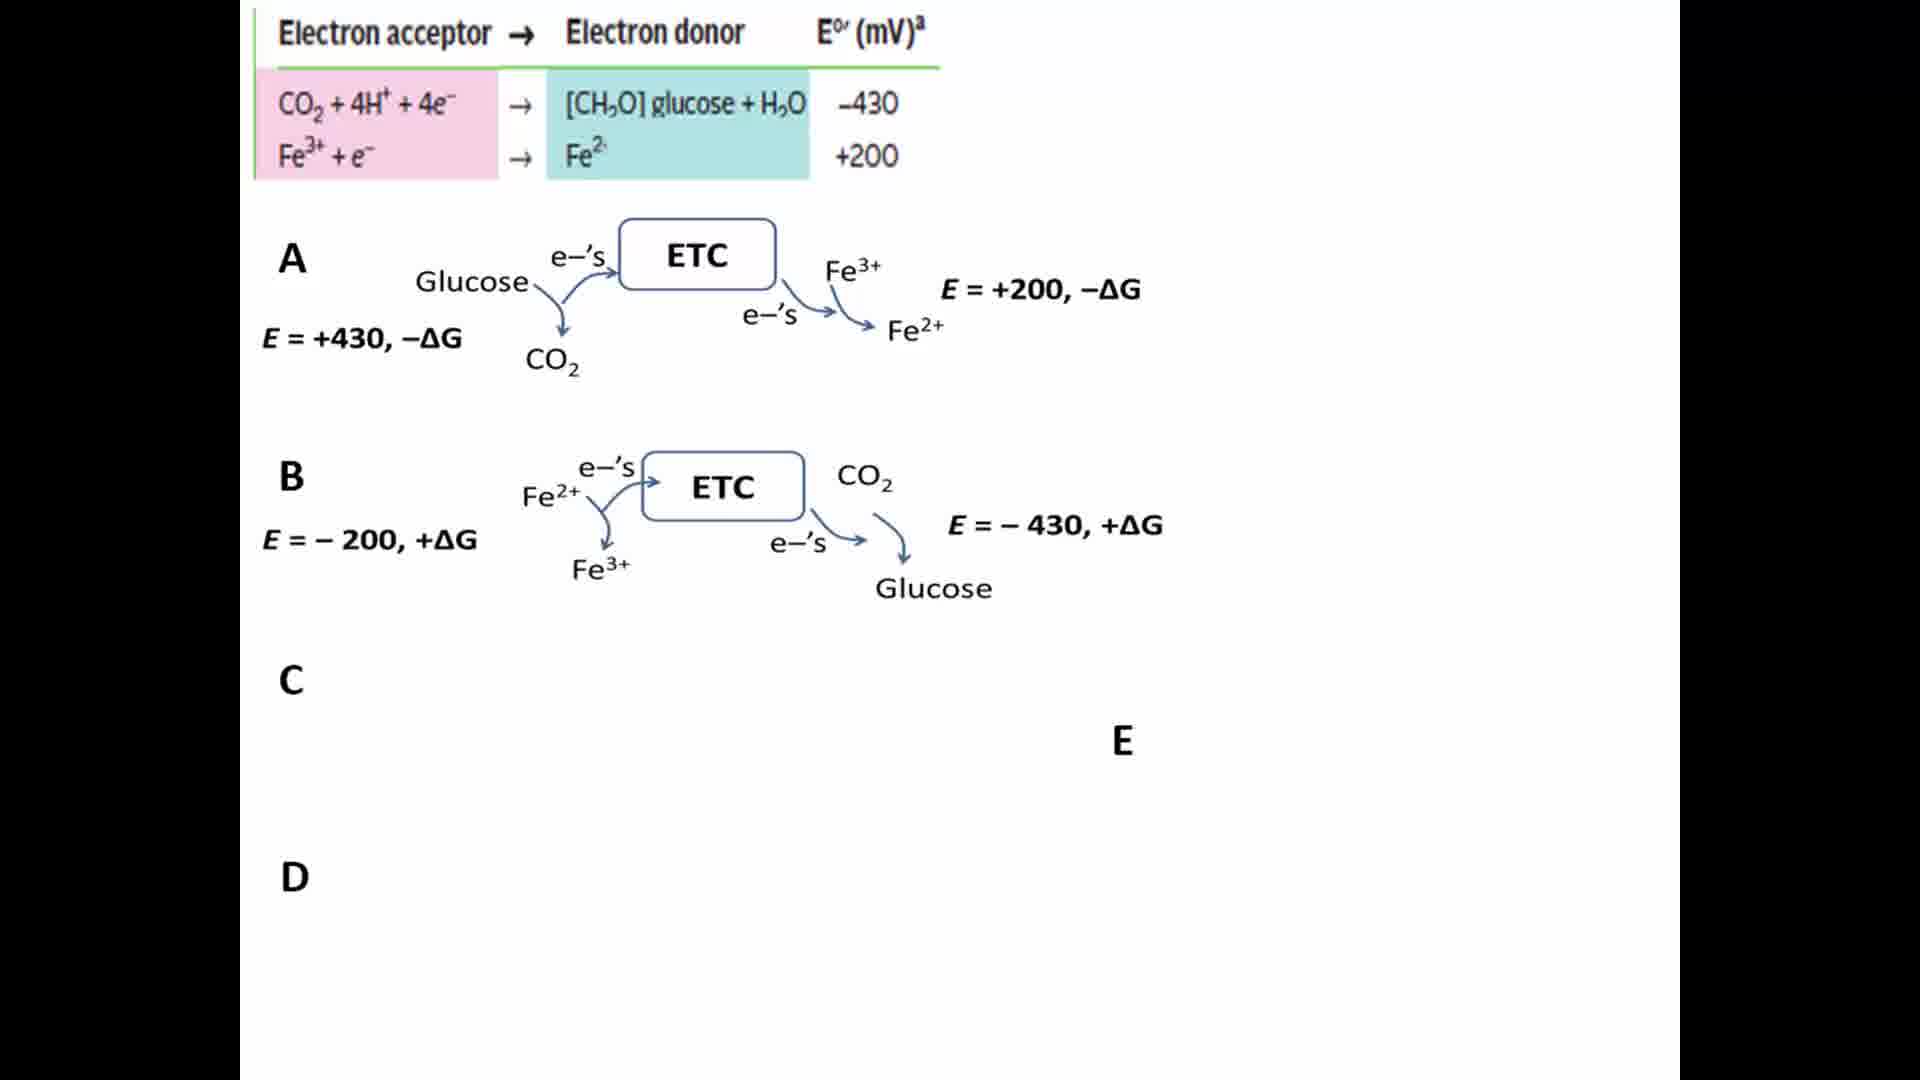 Electron acceptor → Electron donor E°′ (mV)ª
CO₂ + 4H⁺ + 4e⁻ → [CH₂O] glucose + H₂O –430
Fe³⁺ + e⁻ → Fe²⁺ +200
A
Glucose
e–'s
ETC
e–'s
Fe³⁺
Fe²⁺
CO₂
E = +430, –ΔG
E = +200, –ΔG
B
Fe²⁺
e–'s
ETC
e–'s
CO₂
Glucose
Fe³⁺
E = – 200, +ΔG
E = – 430, +ΔG
C
E
D